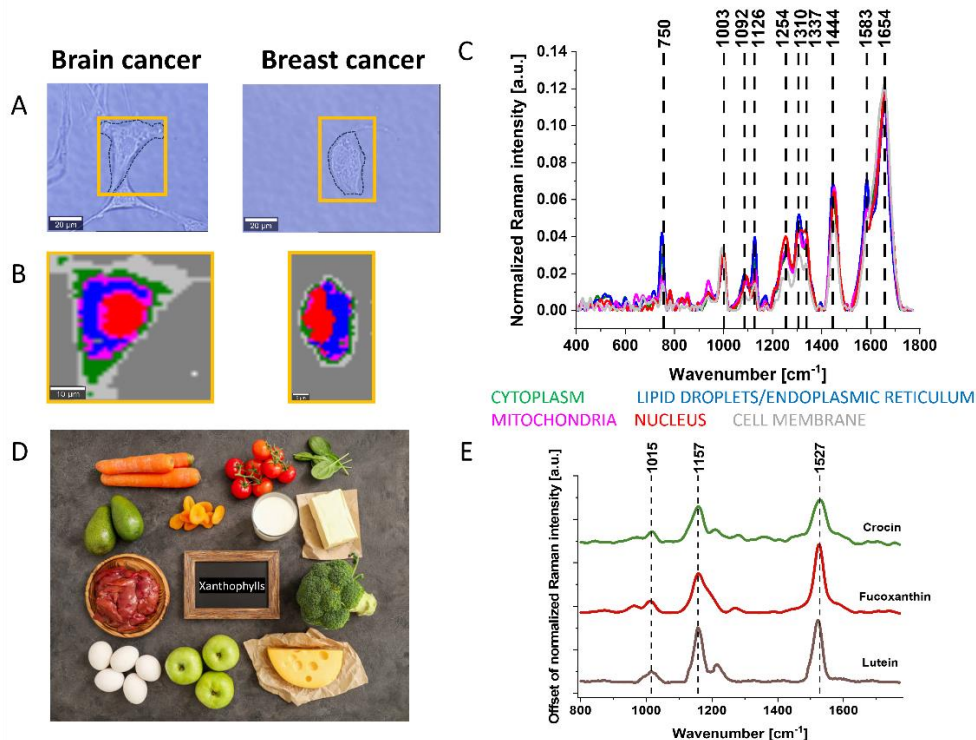 Brain cancer
Breast cancer
A
20 µm
20 µm
B
10 µm
C
750
1003
1092
1126
1254
1310
1337
1444
1583
1654
Normalized Raman intensity [a.u.]
0.14
0.12
0.10
0.08
0.06
0.04
0.02
0.00
400 600 800 1000 1200 1400 1600 1800
Wavenumber [cm⁻¹]
CYTOPLASM LIPID DROPLETS/ENDOPLASMIC RETICULUM
MITOCHONDRIA NUCLEUS CELL MEMBRANE
D
Xanthophylls
E
1015
1157
1527
Offset of normalized Raman intensity [a.u.]
Crocin
Fucoxanthin
Lutein
800 1000 1200 1400 1600
Wavenumber [cm⁻¹]